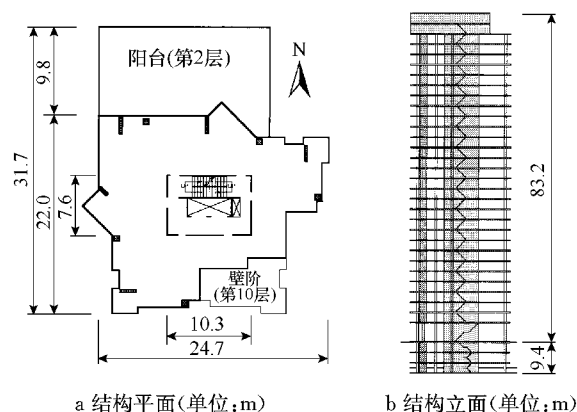 阳台(第2层)
N
9.8
31.7
22.0
7.6
壁阶
(第10层)
10.3
24.7
83.2
9.4
a 结构平面(单位:m)
b 结构立面(单位:m)